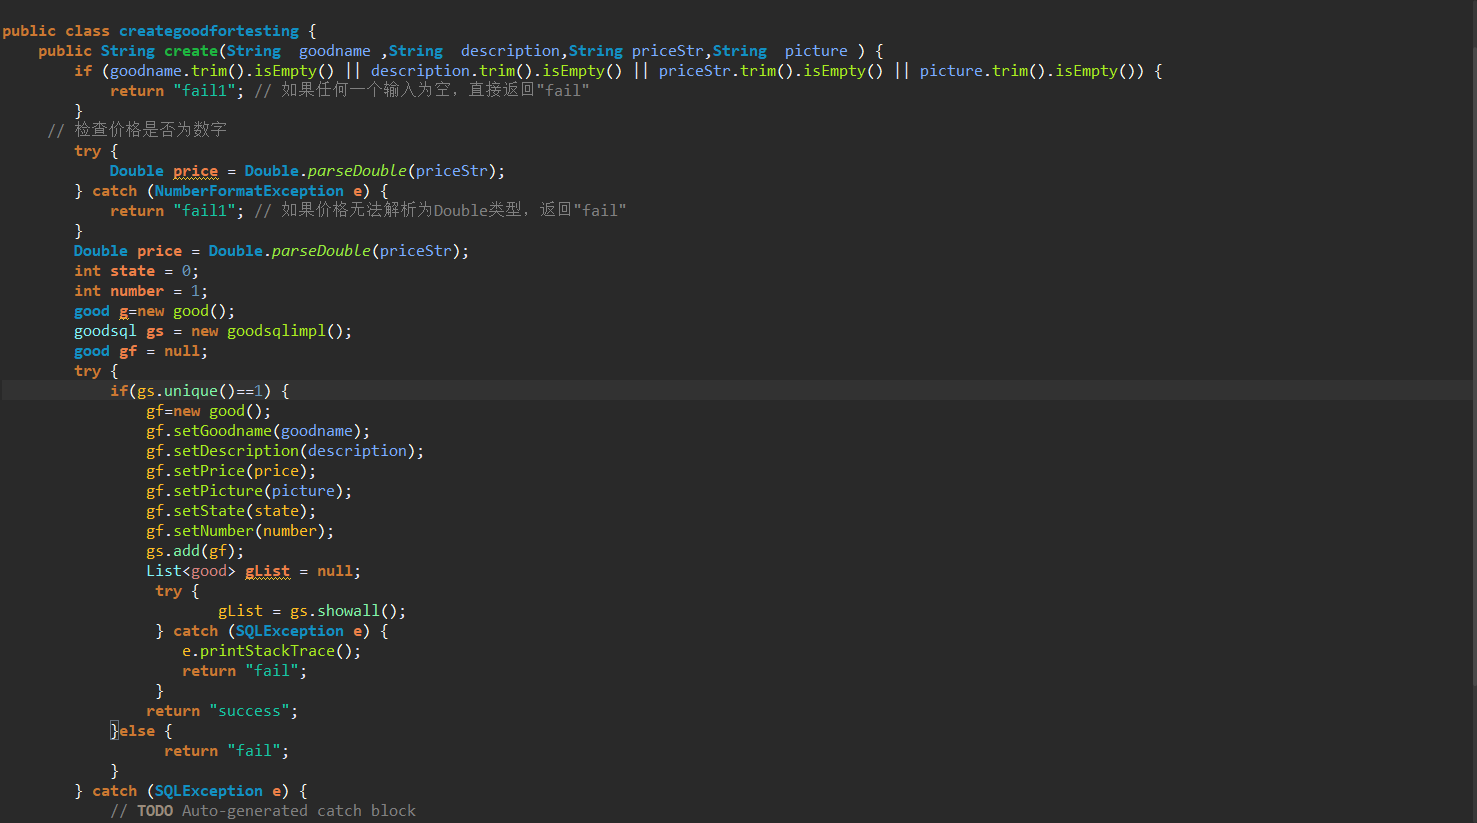 public class creategoodfortesting {
public String create(String  goodname ,String  description,String priceStr,String  picture ) {
if (goodname.trim().isEmpty() || description.trim().isEmpty() || priceStr.trim().isEmpty() || picture.trim().isEmpty()) {
return "fail1"; // 如果任何一个输入为空，直接返回"fail"
}
// 检查价格是否为数字
try {
Double price = Double.parseDouble(priceStr);
} catch (NumberFormatException e) {
return "fail1"; // 如果价格无法解析为Double类型，返回"fail"
}
Double price = Double.parseDouble(priceStr);
int state = 0;
int number = 1;
good g=new good();
goodsql gs = new goodsqlimpl();
good gf = null;
try {
if(gs.unique()==1) {
gf=new good();
gf.setGoodname(goodname);
gf.setDescription(description);
gf.setPrice(price);
gf.setPicture(picture);
gf.setState(state);
gf.setNumber(number);
gs.add(gf);
List<good> gList = null;
try {
gList = gs.showall();
} catch (SQLException e) {
e.printStackTrace();
return "fail";
}
return "success";
}else {
return "fail";
}
} catch (SQLException e) {
// TODO Auto-generated catch block